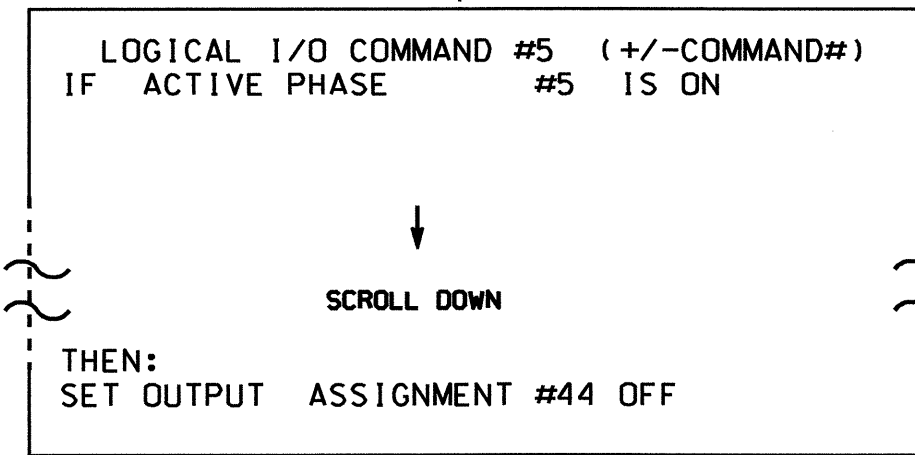 LOGICAL I/O COMMAND #5 (+/-COMMAND#)
IF ACTIVE PHASE #5 IS ON
SCROLL DOWN
THEN:
SET OUTPUT ASSIGNMENT #44 OFF